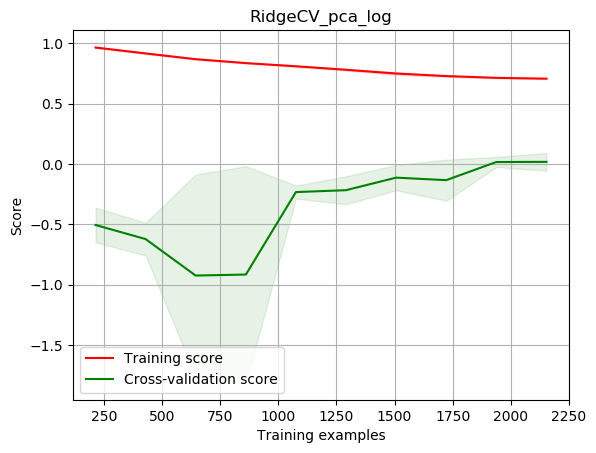 RidgeCV_pca_log
1.0
0.5
0.0
−0.5
−1.0
−1.5
Score
Training score
Cross-validation score
250 500 750 1000 1250 1500 1750 2000 2250
Training examples